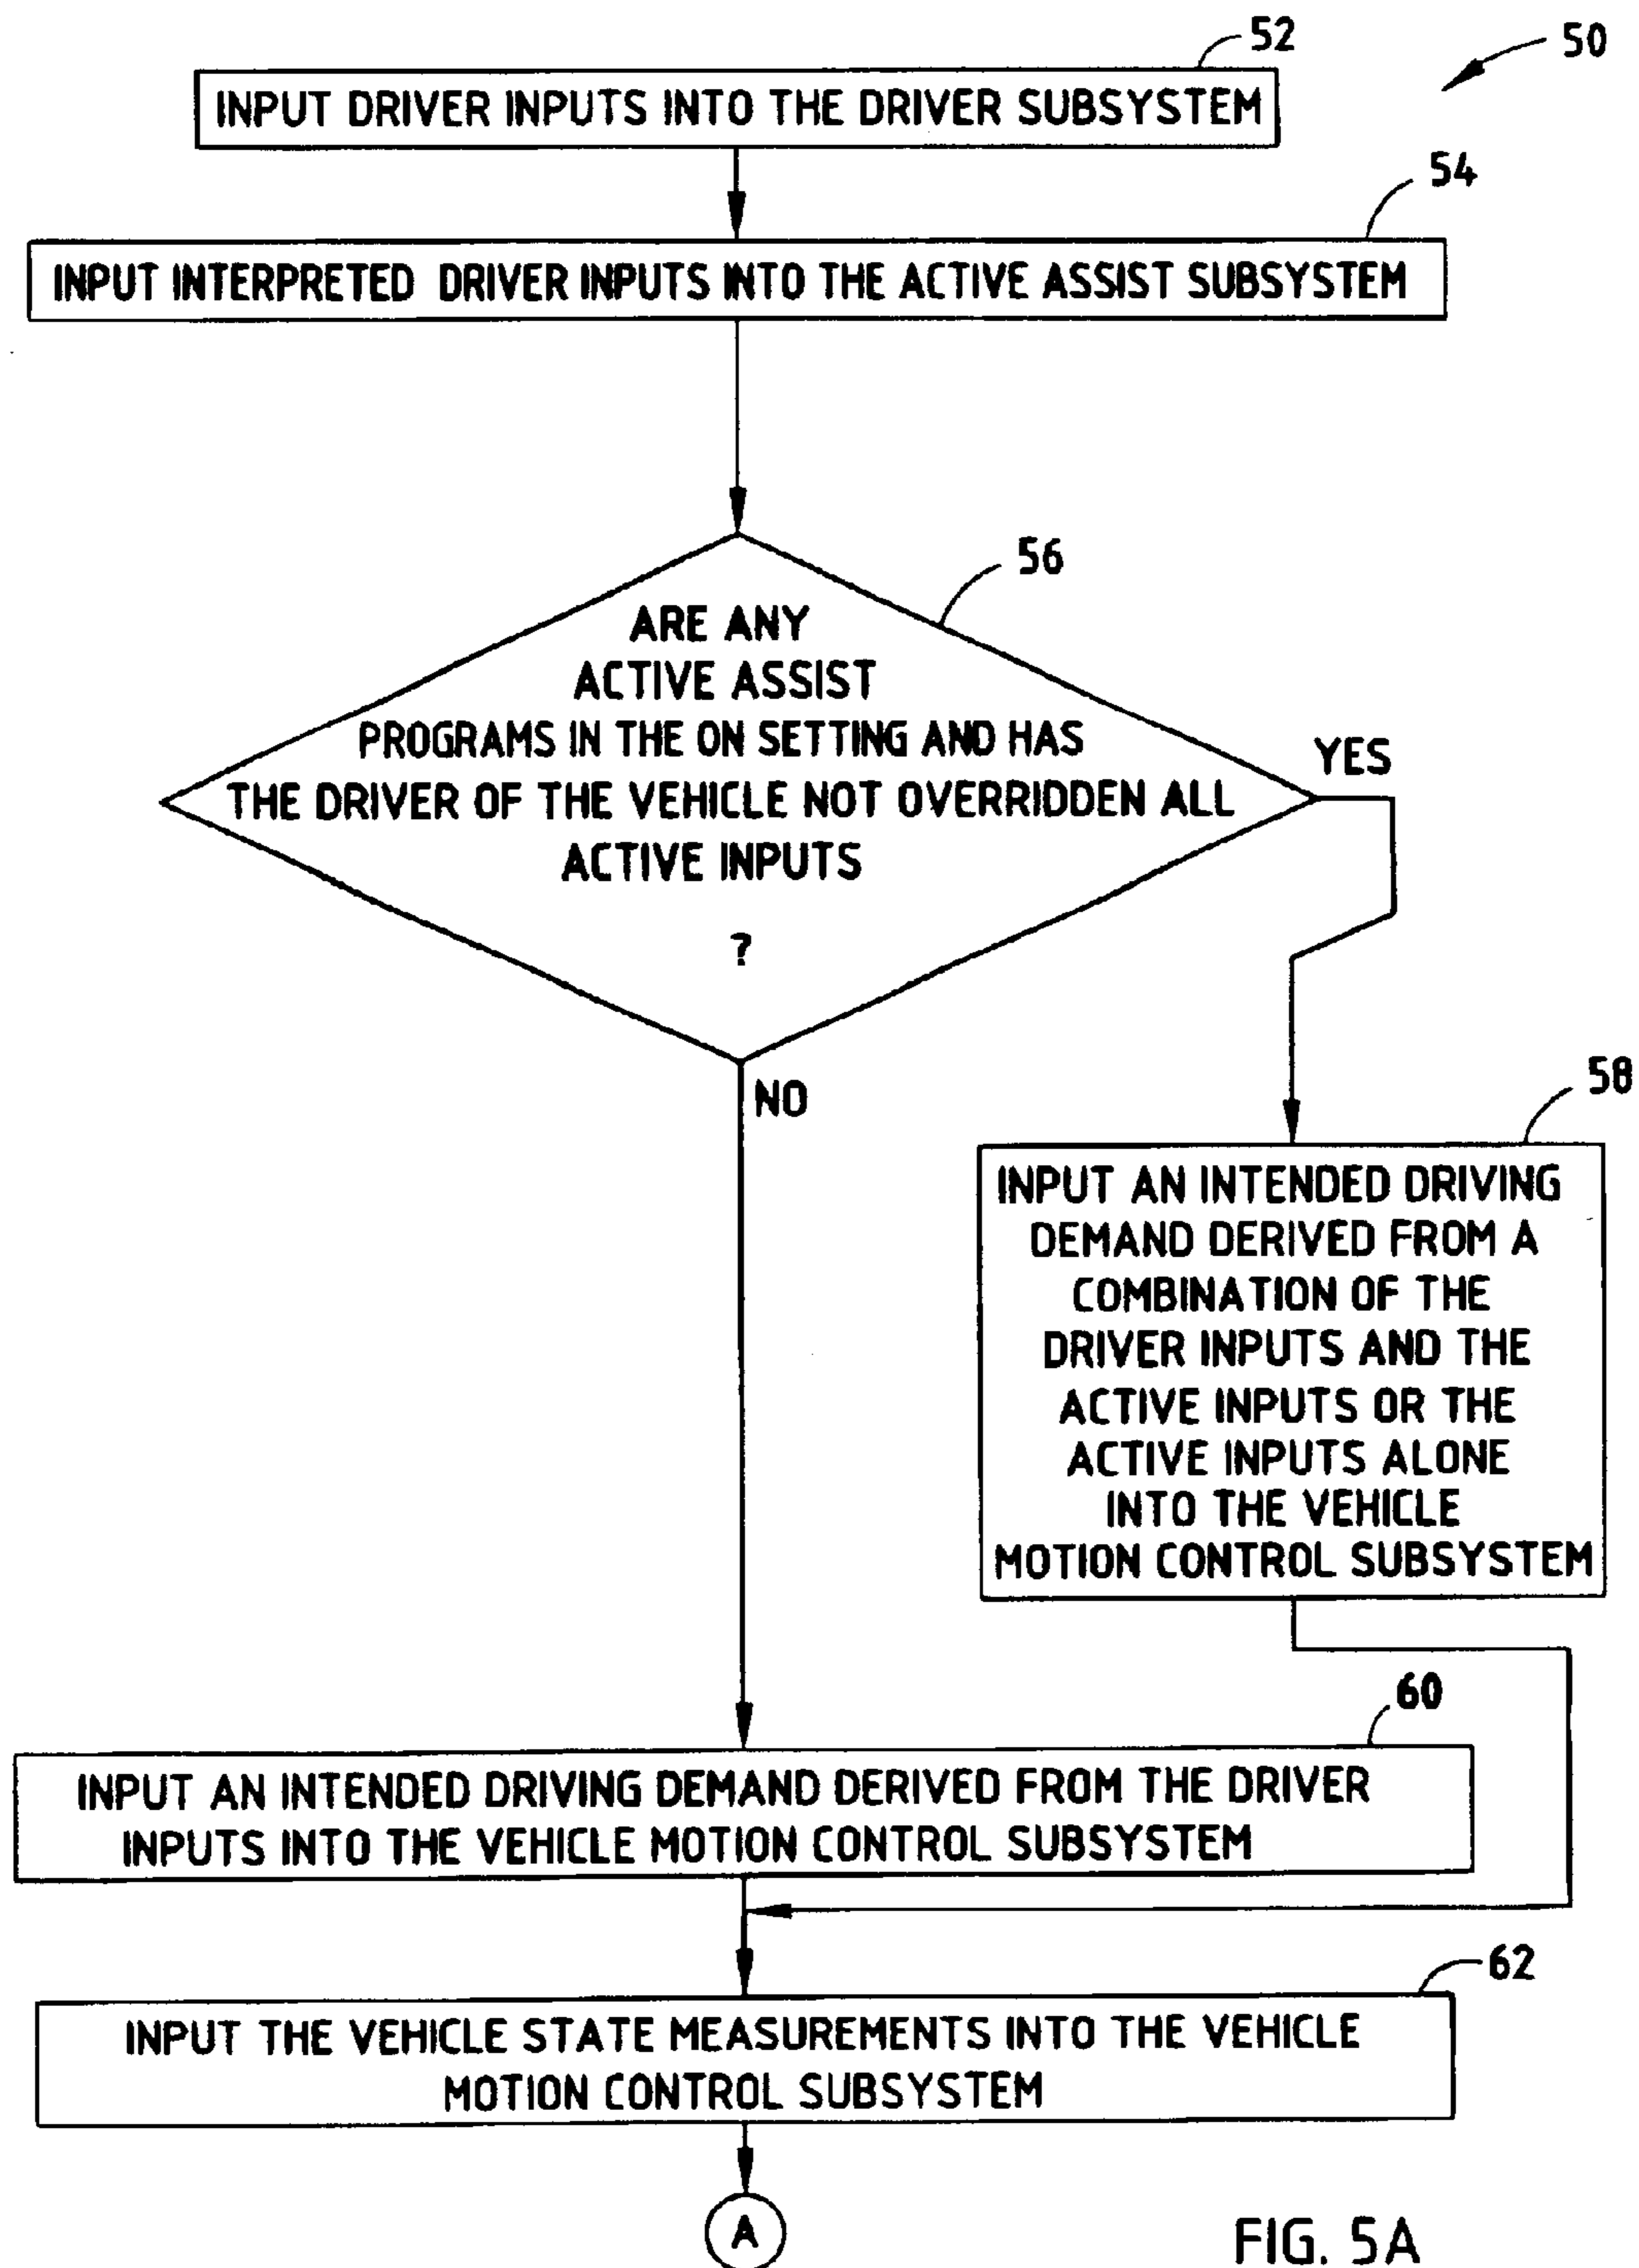 52
50
INPUT DRIVER INPUTS INTO THE DRIVER SUBSYSTEM
54
INPUT INTERPRETED DRIVER INPUTS INTO THE ACTIVE ASSIST SUBSYSTEM
56
ARE ANY
ACTIVE ASSIST
PROGRAMS IN THE ON SETTING AND HAS
THE DRIVER OF THE VEHICLE NOT OVERRIDDEN ALL
ACTIVE INPUTS
?
YES
NO
58
INPUT AN INTENDED DRIVING
DEMAND DERIVED FROM A
COMBINATION OF THE
DRIVER INPUTS AND THE
ACTIVE INPUTS OR THE
ACTIVE INPUTS ALONE
INTO THE VEHICLE
MOTION CONTROL SUBSYSTEM
60
INPUT AN INTENDED DRIVING DEMAND DERIVED FROM THE DRIVER
INPUTS INTO THE VEHICLE MOTION CONTROL SUBSYSTEM
62
INPUT THE VEHICLE STATE MEASUREMENTS INTO THE VEHICLE
MOTION CONTROL SUBSYSTEM
A
FIG. 5A